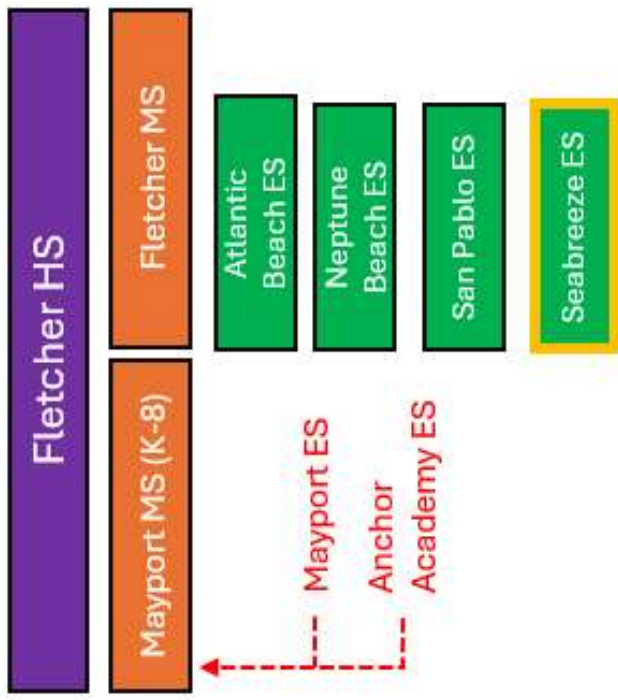 Fletcher HS
Mayport MS (K-8)
Fletcher MS
Mayport ES
Anchor
Academy ES
Atlantic
Beach ES
Neptune
Beach ES
San Pablo ES
Seabreeze ES